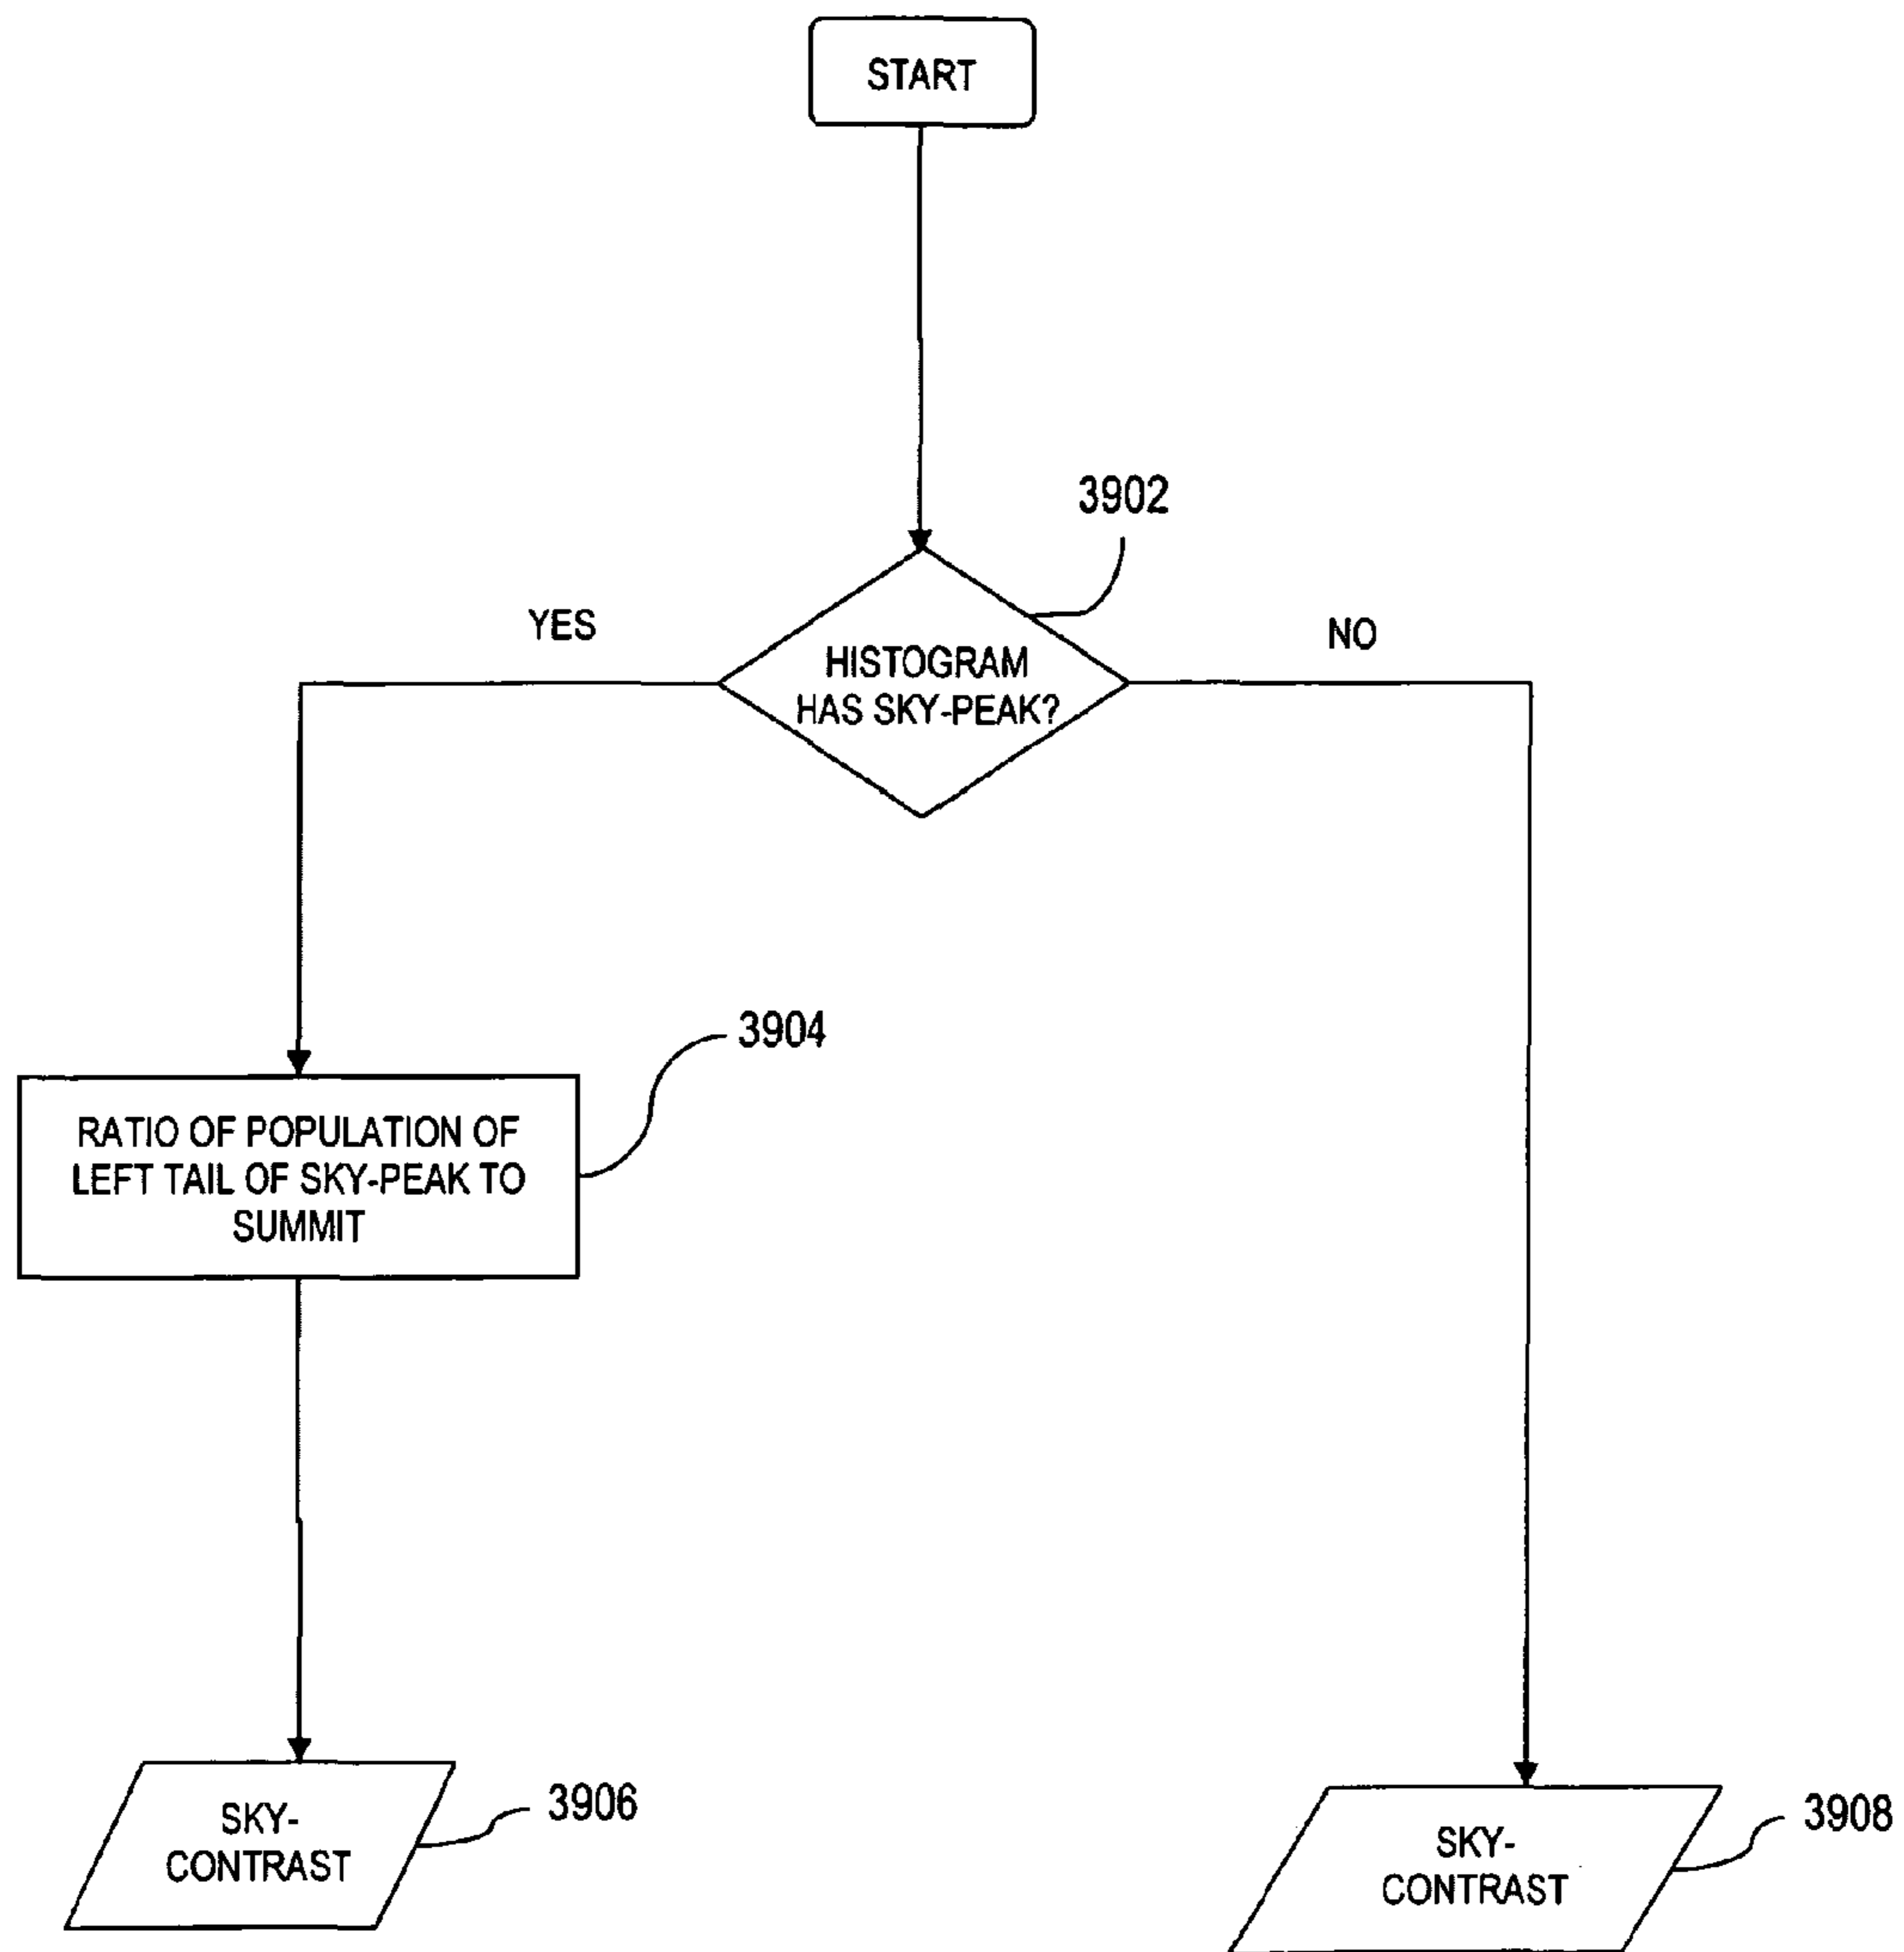 START
3902
YES
NO
HISTOGRAM
HAS SKY-PEAK?
3904
RATIO OF POPULATION OF
LEFT TAIL OF SKY-PEAK TO
SUMMIT
3906
SKY-
CONTRAST
3908
SKY-
CONTRAST